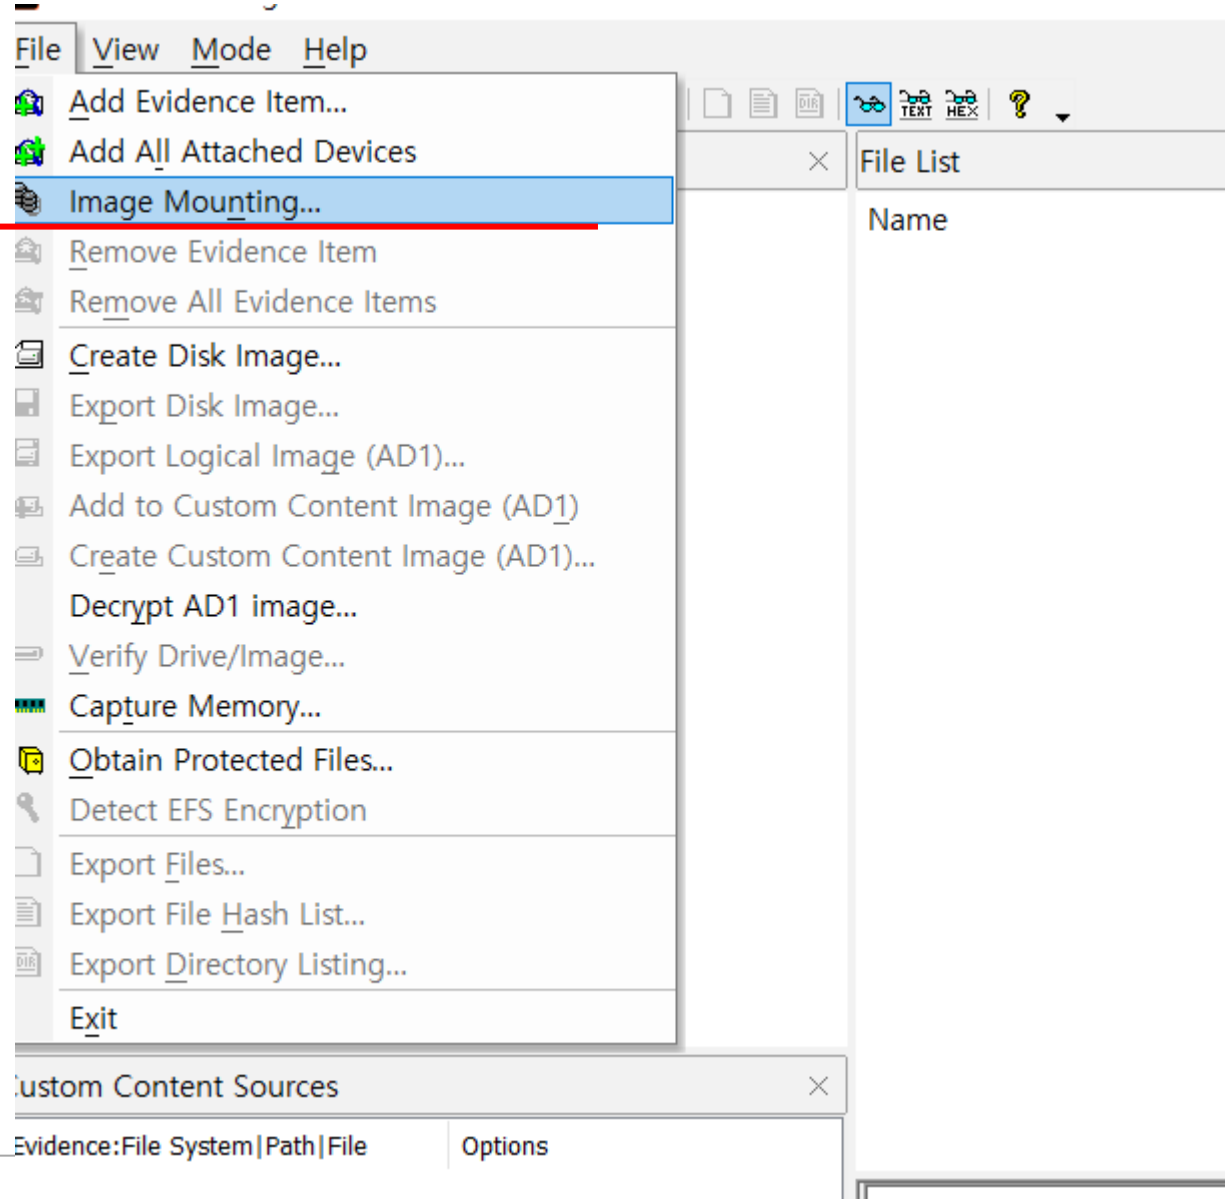 File View Mode Help
Add Evidence Item...
TEXT HEX
DIR
Add All Attached Devices
File List
Image Mounting...
Name
Remove Evidence Item
Remove All Evidence Items
Create Disk Image...
Export Disk Image...
Export Logical Image (AD1)...
Add to Custom Content Image (AD1)
Create Custom Content Image (AD1)...
Decrypt AD1 image...
Verify Drive/Image...
Capture Memory...
Obtain Protected Files...
Detect EFS Encryption
Export Files...
Export File Hash List...
DIR
Export Directory Listing...
Exit
ustom Content Sources
Evidence:File System|Path|File
Options